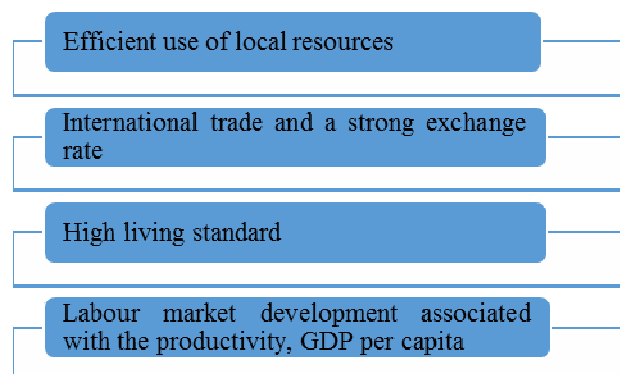 Efficient use of local resources
International trade and a strong exchange
rate
High living standard
Labour market development associated
with the productivity, GDP per capita